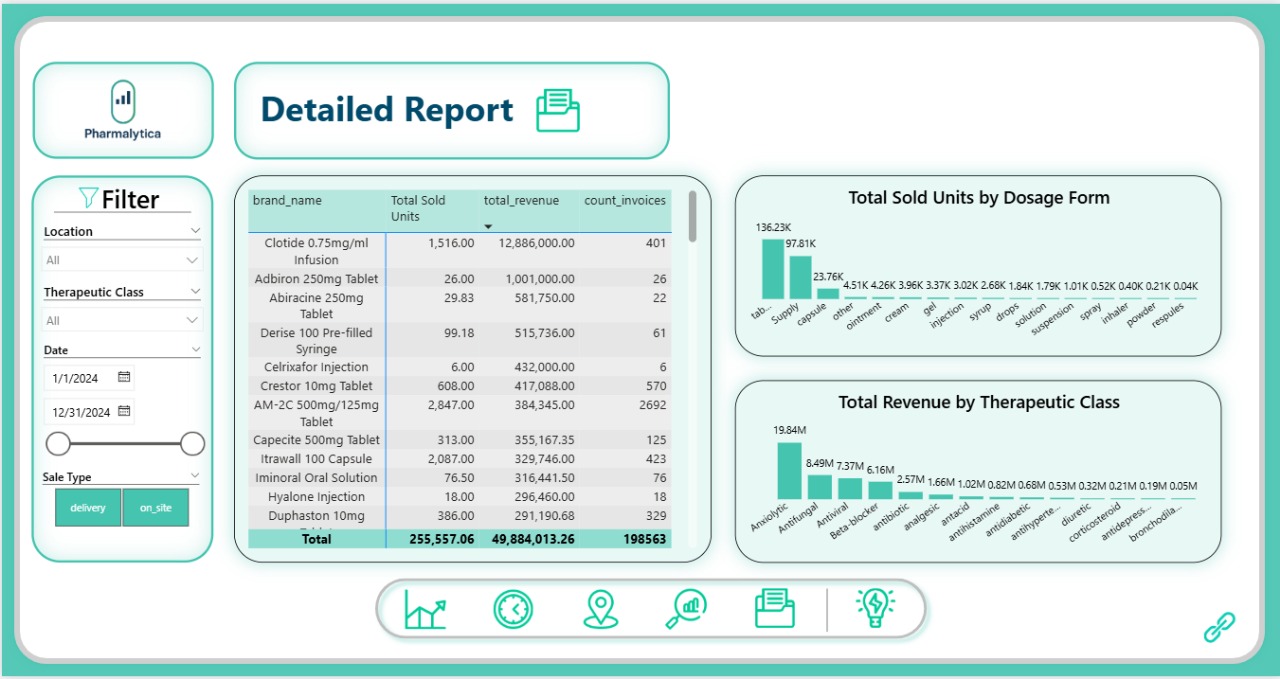 Pharmalytica
Detailed Report
Filter
Location
All
Therapeutic Class
All
Date
1/1/2024
12/31/2024
Sale Type
delivery on_site
brand_name Total Sold Units total_revenue count_invoices
Clotide 0.75mg/ml Infusion 1,516.00 12,886,000.00 401
Adbiron 250mg Tablet 26.00 1,001,000.00 26
Abiracine 250mg Tablet 29.83 581,750.00 22
Derise 100 Pre-filled Syringe 99.18 515,736.00 61
Celrixafor Injection 6.00 432,000.00 6
Crestor 10mg Tablet 608.00 417,088.00 570
AM-2C 500mg/125mg Tablet 2,847.00 384,345.00 2692
Capecite 500mg Tablet 313.00 355,167.35 125
Itrawall 100 Capsule 2,087.00 329,746.00 423
Iminoral Oral Solution 76.50 316,441.50 76
Hyalone Injection 18.00 296,460.00 18
Duphaston 10mg 386.00 291,190.68 329
Total 255,557.06 49,884,013.26 198563
Total Sold Units by Dosage Form
136.23K 97.81K 23.76K 4.51K 4.26K 3.96K 3.37K 3.02K 2.68K 1.84K 1.79K 1.01K 0.52K 0.40K 0.21K 0.04K
tab... Supply capsule other ointment cream gel injection syrup drops solution suspension spray inhaler powder respules
Total Revenue by Therapeutic Class
19.84M 8.49M 7.37M 6.16M 2.57M 1.66M 1.02M 0.82M 0.68M 0.53M 0.32M 0.21M 0.19M 0.05M
Anxiolytic Antifungal Antiviral Beta-blocker antibiotic analgesic antacid antihistamine antidiabetic antihyperte... diuretic corticosteroid antidepress... bronchodila...